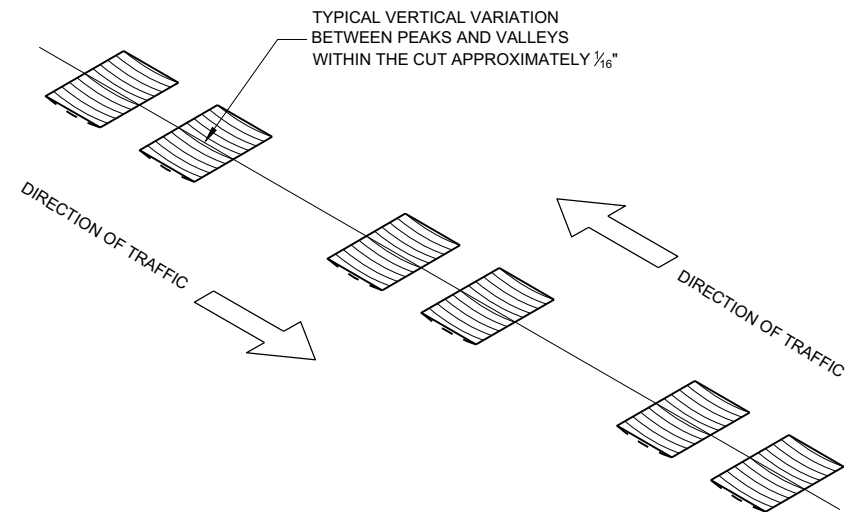 TYPICAL VERTICAL VARIATION
BETWEEN PEAKS AND VALLEYS
WITHIN THE CUT APPROXIMATELY 1/16"
DIRECTION OF TRAFFIC
DIRECTION OF TRAFFIC